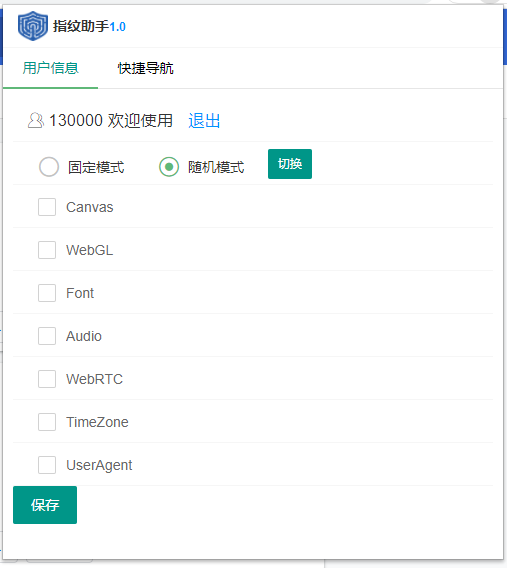 指纹助手1.0
用户信息 快捷导航
130000 欢迎使用 退出
固定模式 随机模式 切换
Canvas
WebGL
Font
Audio
WebRTC
TimeZone
UserAgent
保存